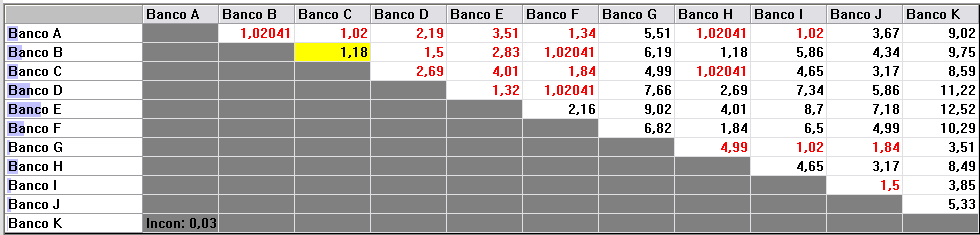 Banco A Banco B Banco C Banco D Banco E Banco F Banco G Banco H Banco I Banco J Banco K
Banco A 1,02041 1,02 2,19 3,51 1,34 5,51 1,02041 1,02 3,67 9,02
Banco B 1,18 1,5 2,83 1,02041 6,19 1,18 5,86 4,34 9,75
Banco C 2,69 4,01 1,84 4,99 1,02041 4,65 3,17 8,59
Banco D 1,32 1,02041 7,66 2,69 7,34 5,86 11,22
Banco E 2,16 9,02 4,01 8,7 7,18 12,52
Banco F 6,82 1,84 6,5 4,99 10,29
Banco G 4,99 1,02 1,84 3,51
Banco H 4,65 3,17 8,49
Banco I 1,5 3,85
Banco J 5,33
Banco K Incon: 0,03